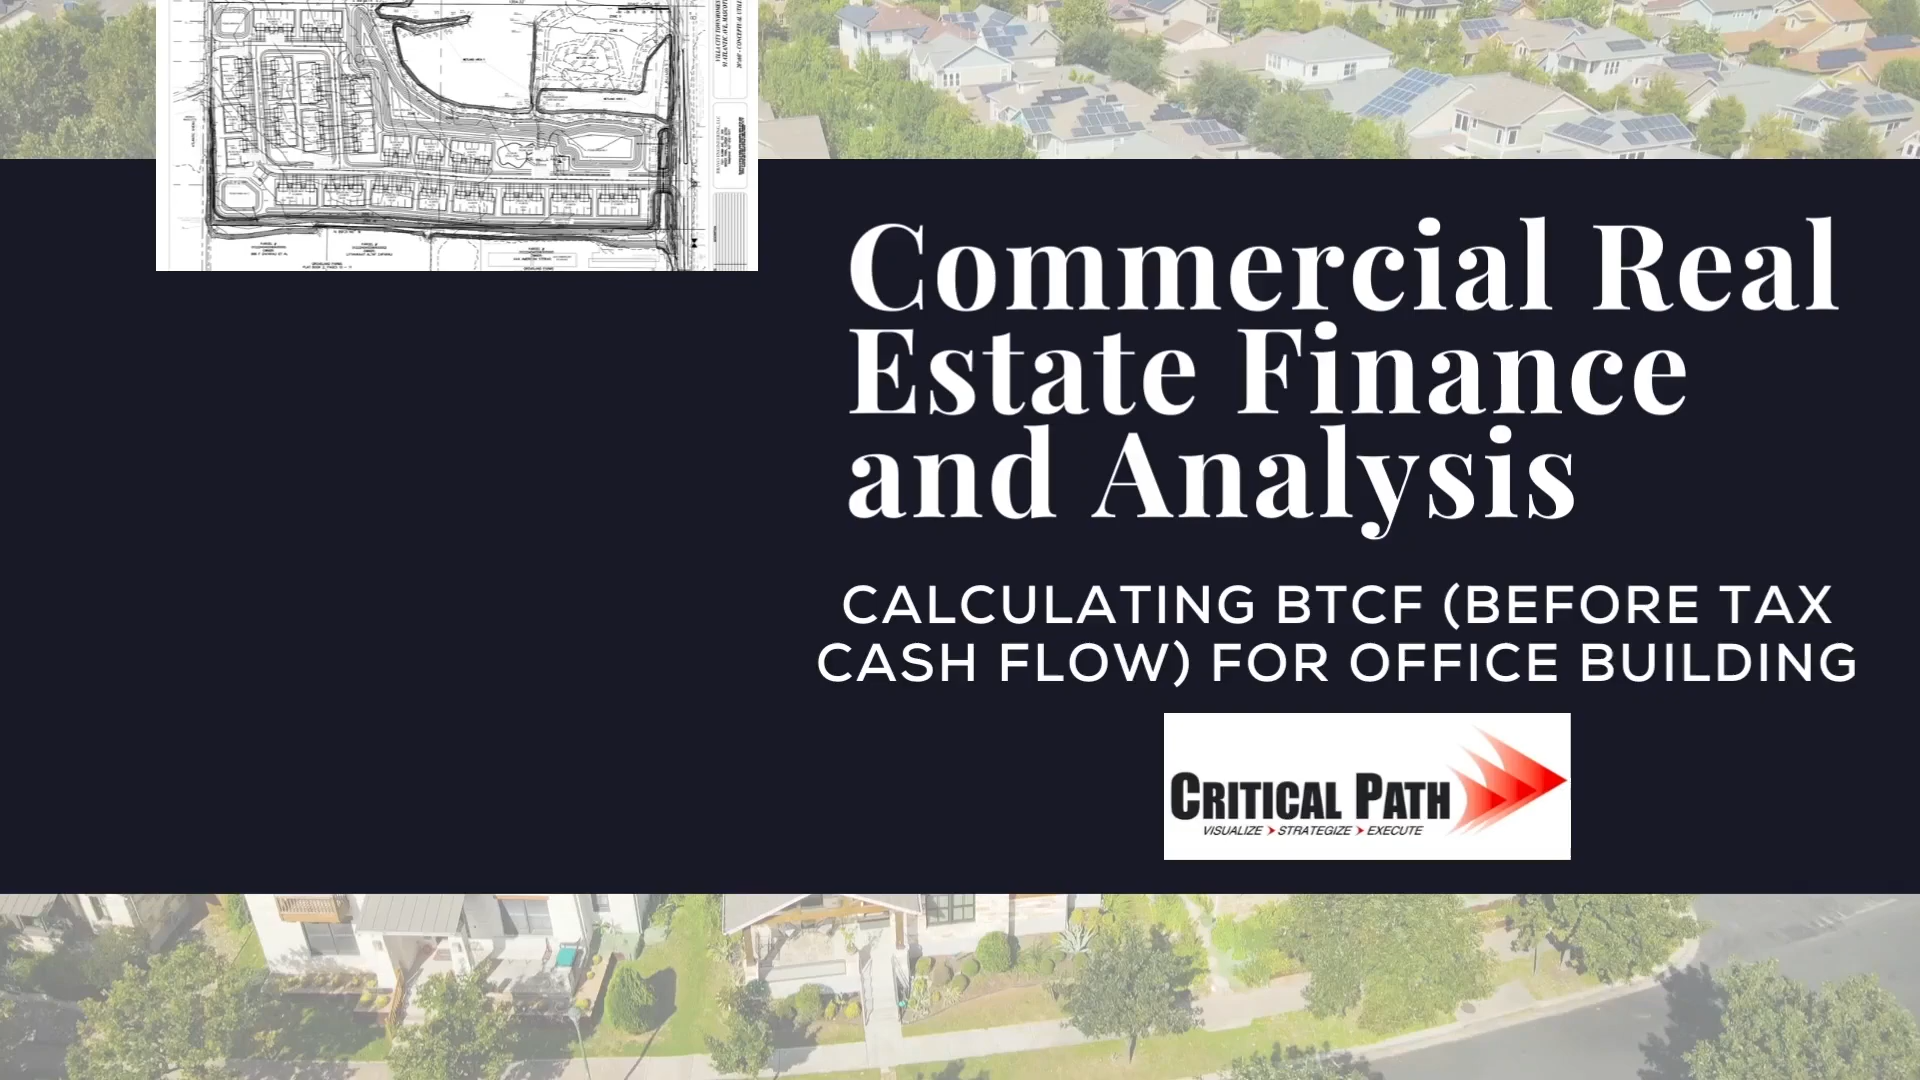 Commercial Real
Estate Finance
and Analysis
CALCULATING BTCF (BEFORE TAX
CASH FLOW) FOR OFFICE BUILDING
CRITICAL PATH
VISUALIZE > STRATEGIZE > EXECUTE